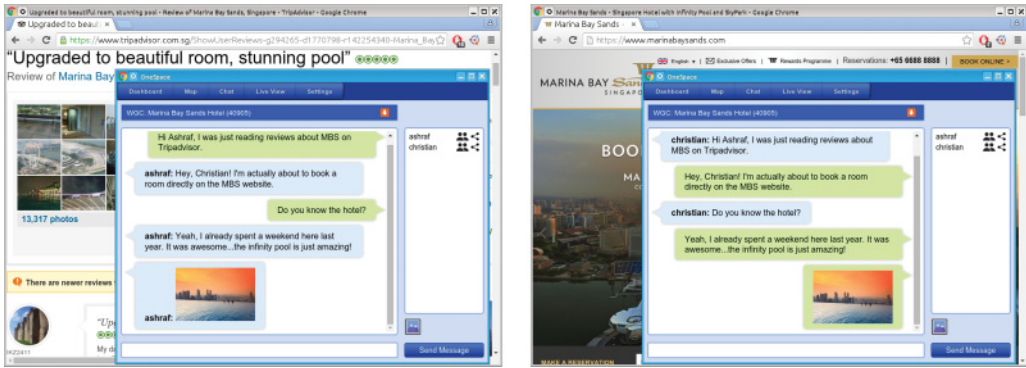 Upgraded to beautiful room, stunning pool - Review of Marina Bay Sands, Singapore - TripAdvisor - Google Chrome
Upgraded to beaut
https://www.tripadvisor.com.sg/ShowUserReviews-g294265-d1770798-r142254340-Marina_Bay
"Upgraded to beautiful room, stunning pool"
Review of Marina Bay
OneSpace
Dashboard Map Chat Live View Settings
WGC: Marina Bay Sands Hotel (40905)
Hi Ashraf, I was just reading reviews about MBS on
Tripadvisor.
ashraf: Hey, Christian! I'm actually about to book a
room directly on the MBS website.
Do you know the hotel?
ashraf: Yeah, I already spent a weekend here last
year. It was awesome...the infinity pool is just amazing!
ashraf:
ashraf
christian
13,317 photos
There are newer reviews
"Up
My d
KZ2411
Send Message
Marina Bay Sands - Singapore Hotel with Infinity Pool and SkyPark - Google Chrome
Marina Bay Sands -
https://www.marinabaysands.com
English
Exclusive Offers
Rewards Programme
Reservations: +65 6688 8888
BOOK ONLINE >
MARINA BAY Sand
SINGAPO
OneSpace
Dashboard Map Chat Live View Settings
WGC: Marina Bay Sands Hotel (40905)
christian: Hi Ashraf, I was just reading reviews about
MBS on Tripadvisor.
Hey, Christian! I'm actually about to book a room
directly on the MBS website.
christian: Do you know the hotel?
Yeah, I already spent a weekend here last year. It was
awesome...the infinity pool is just amazing!
ashraf
christian
BOO
MA
MAKE A RESERVATION
Send Message